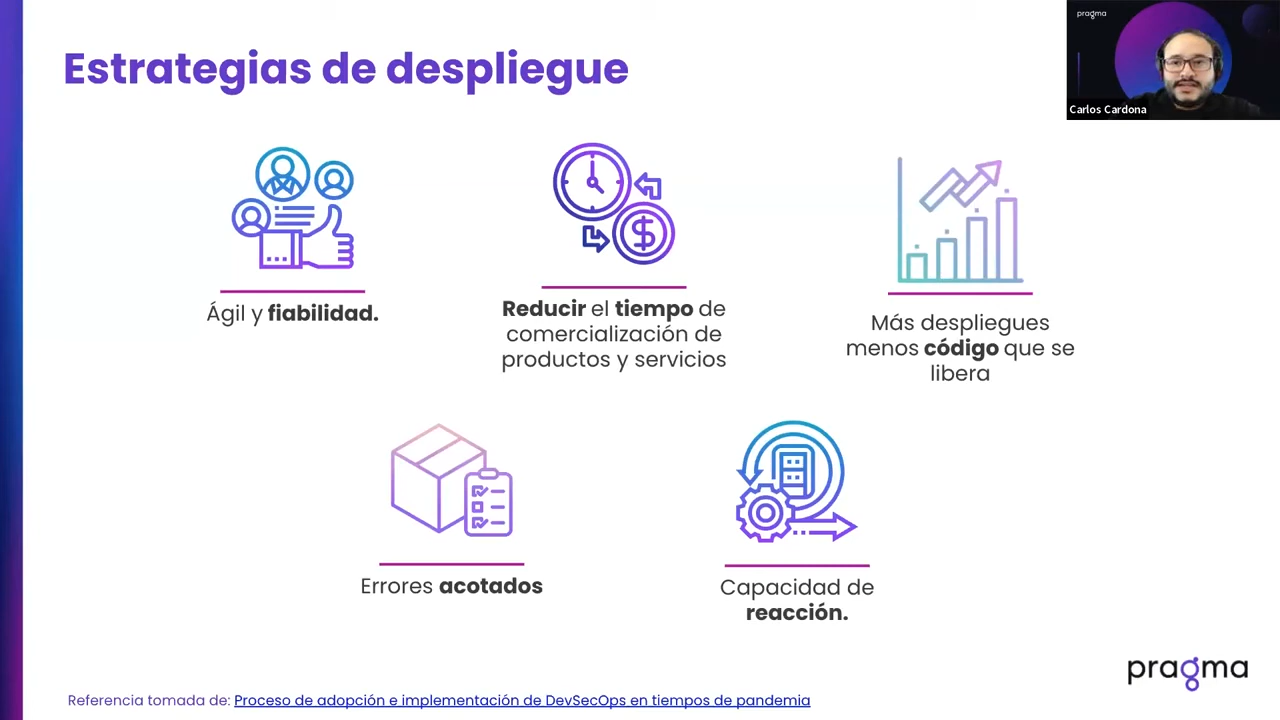 pragma
Carlos Cardona
Estrategias de despliegue
Ágil y fiabilidad.
Reducir el tiempo de
comercialización de
productos y servicios
Más despliegues
menos código que se
libera
Errores acotados
Capacidad de
reacción.
pragma
Referencia tomada de: Proceso de adopción e implementación de DevSecOps en tiempos de pandemia